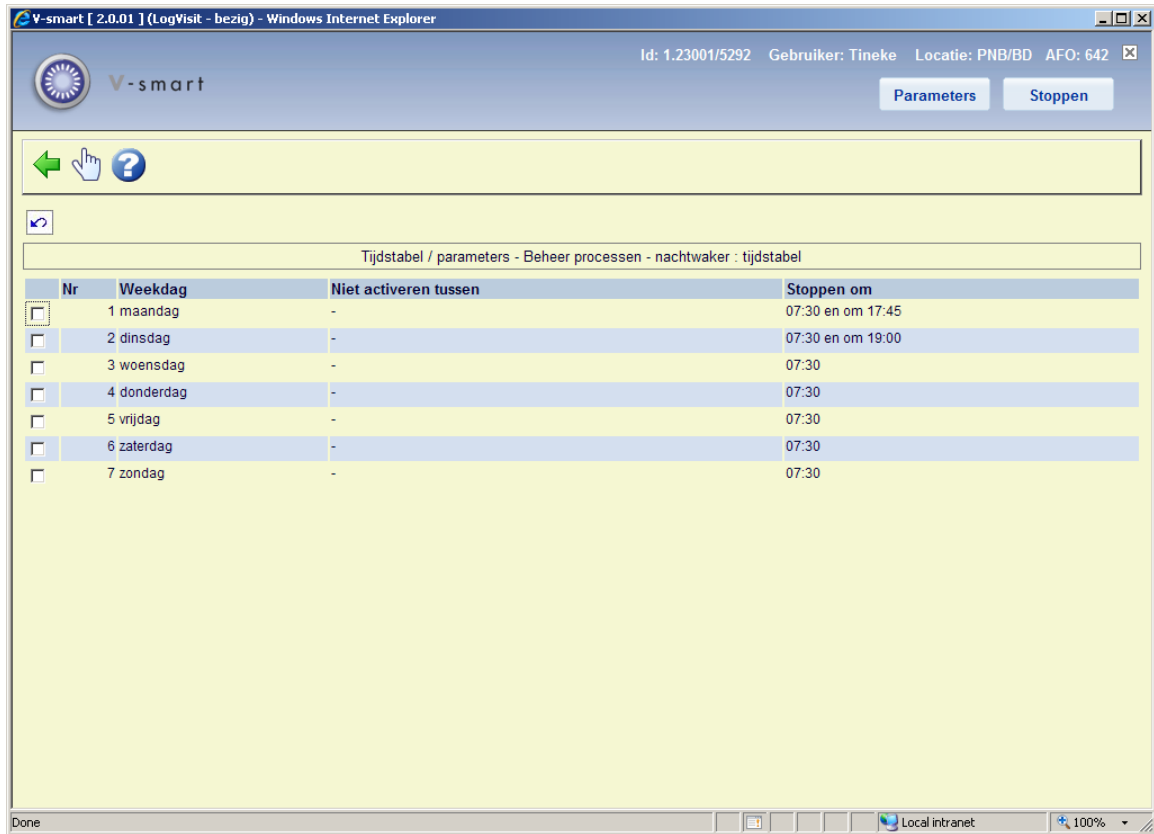 V-smart [ 2.0.01 ] (LogVisit - bezig) - Windows Internet Explorer
Id: 1.23001/5292 Gebruiker: Tineke Locatie: PNB/BD AFO: 642
V-smart
Parameters Stoppen
Tijdstabel / parameters - Beheer processen - nachtwaker : tijdstabel
Nr Weekdag Niet activeren tussen Stoppen om
1 maandag - 07:30 en om 17:45
2 dinsdag - 07:30 en om 19:00
3 woensdag - 07:30
4 donderdag - 07:30
5 vrijdag - 07:30
6 zaterdag - 07:30
7 zondag - 07:30
Done Local intranet 100%